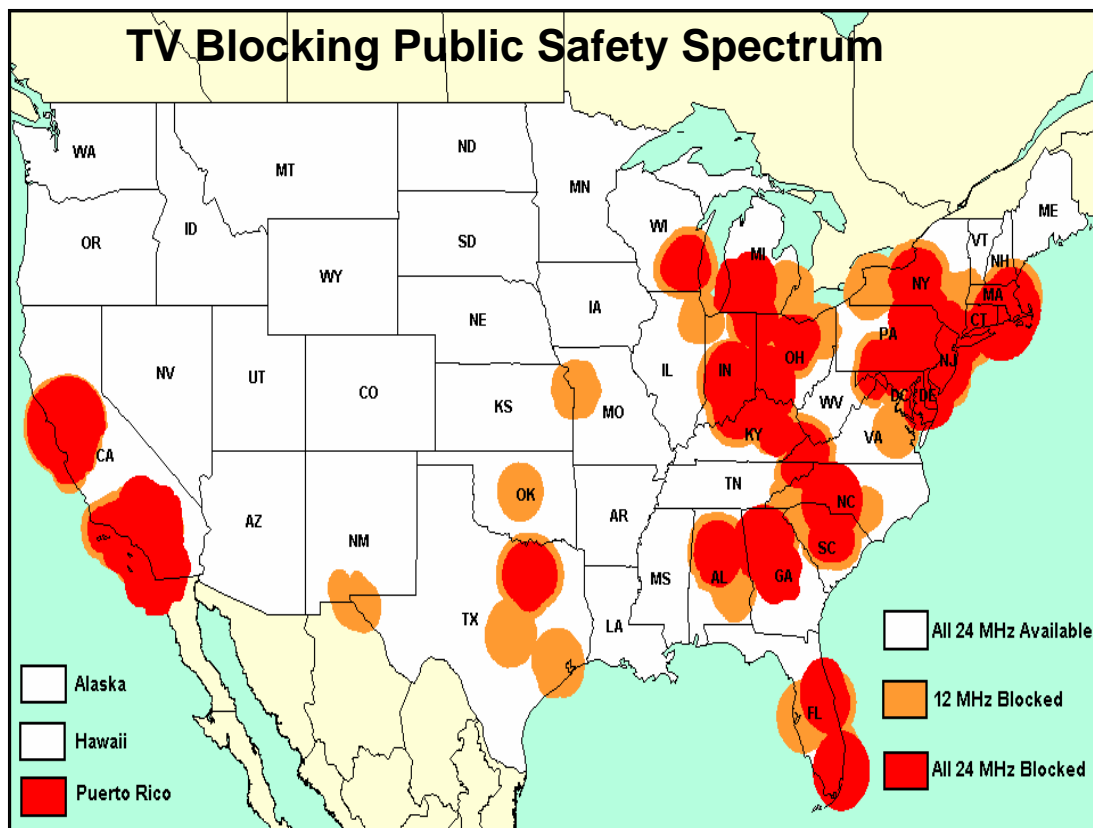 TV Blocking Public Safety Spectrum
WA
MT
ND
MN
ME
OR
ID
SD
WI
MI
VT
NH
NY
MA
CT
WY
IA
NE
PA
NJ
OH
IN
IL
NV
UT
CO
KS
MO
WV
DC
DE
VA
KY
CA
TN
NC
OK
AR
AZ
NM
SC
MS
AL
GA
TX
LA
FL
Alaska
Hawaii
Puerto Rico
All 24 MHz Available
12 MHz Blocked
All 24 MHz Blocked